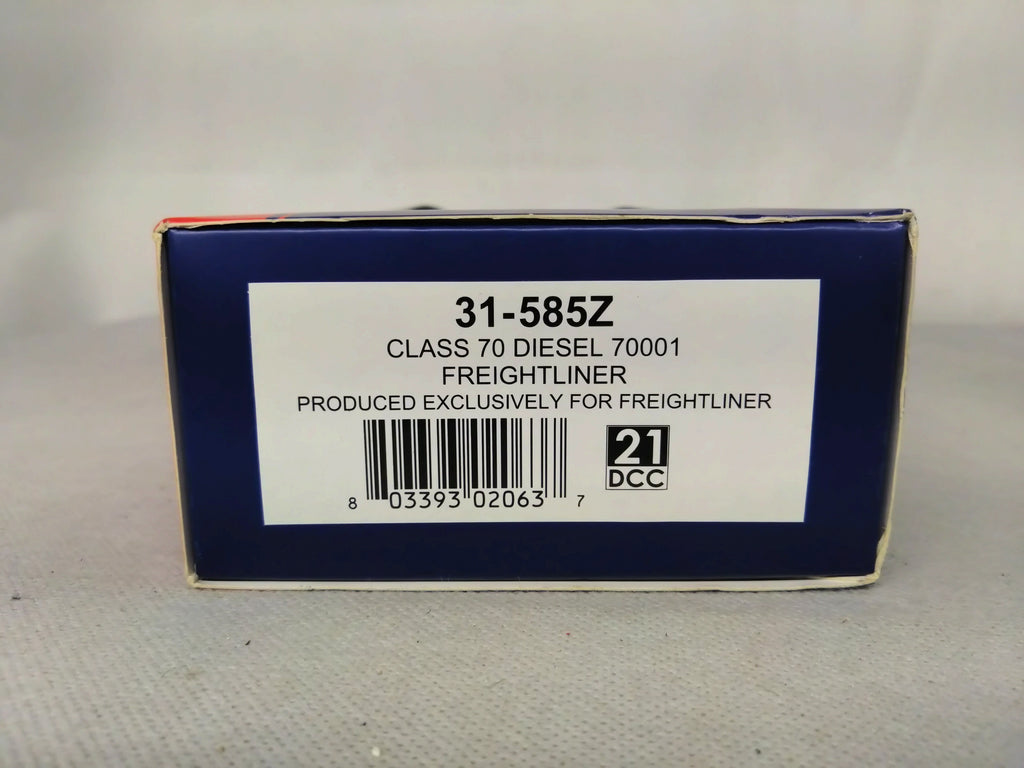 31-585Z
CLASS 70 DIESEL 70001
FREIGHTLINER
PRODUCED EXCLUSIVELY FOR FREIGHTLINER
21
DCC
8 03393 02063 7